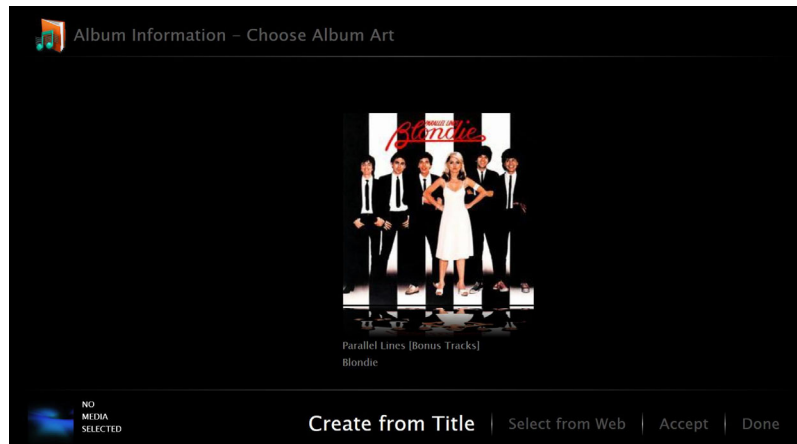 Album Information – Choose Album Art
PARALLEL LINES
Blondie
Parallel Lines [Bonus Tracks]
Blondie
NO
MEDIA
SELECTED
Create from Title | Select from Web | Accept | Done